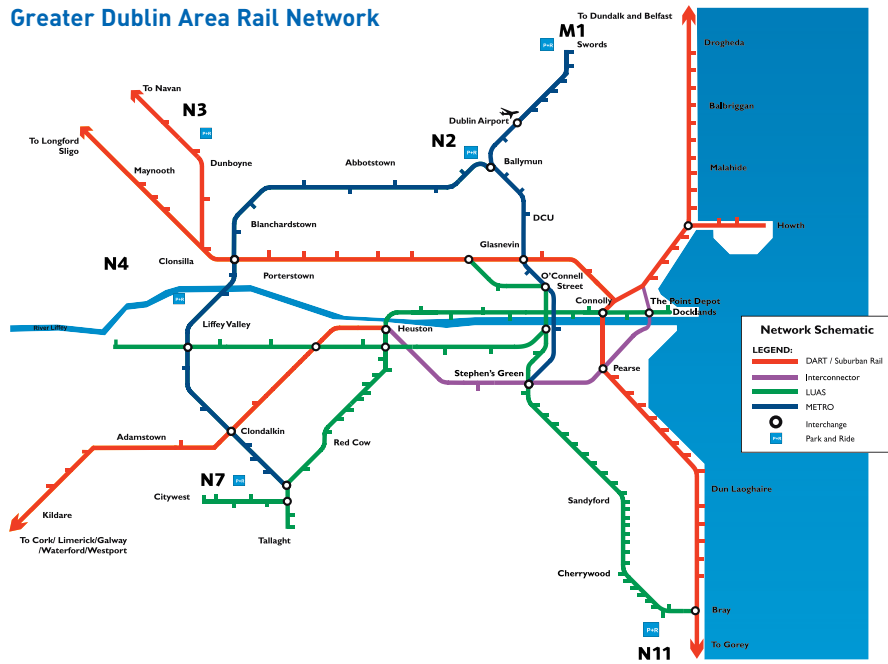 Greater Dublin Area Rail Network
To Dundalk and Belfast
M1
P+R
Swords
Drogheda
To Navan
N3
P+R
Balbriggan
Dublin Airport
N2
P+R
To Longford
Sligo
Maynooth
Dunboyne
Abbotstown
Ballymun
Malahide
Blanchardstown
DCU
Howth
Clonsilla
Glasnevin
N4
Porterstown
O'Connell
Street
P+R
Connolly
The Point Depot
Docklands
River Liffey
Liffey Valley
Heuston
Network Schematic
LEGEND:
DART / Suburban Rail
Interconnector
LUAS
METRO
Interchange
P+R
Park and Ride
Stephen's Green
Pearse
Clondalkin
Adamstown
Red Cow
N7
P+R
Citywest
Dun Laoghaire
Sandyford
Kildare
To Cork/ Limerick/Galway
/Waterford/Westport
Tallaght
Cherrywood
Bray
P+R
N11
To Gorey